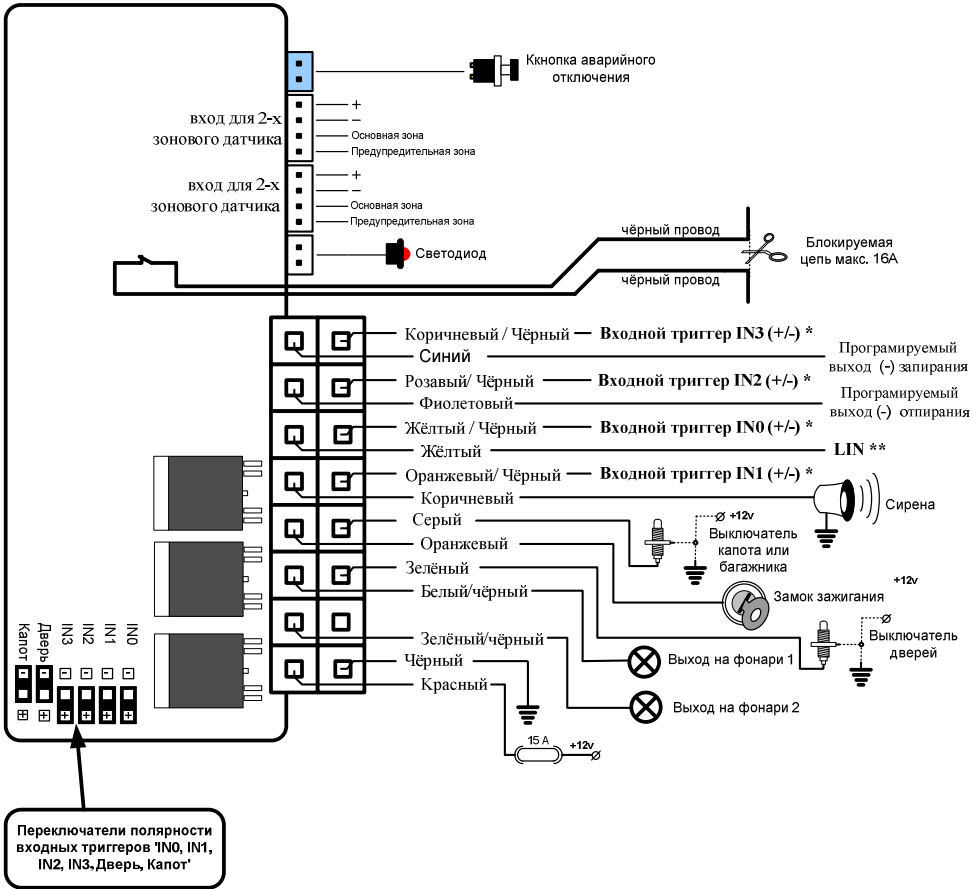 Ккнопка аварийного
отключения
вход для 2-х
зонового датчика
+
−
Основная зона
Предупредительная зона
вход для 2-х
зонового датчика
+
−
Основная зона
Предупредительная зона
Светодиод
чёрный провод
чёрный провод
Блокируемая
цепь макс. 16А
Коричневый / Чёрный
Входной триггер IN3 (+/-) *
Синий
Програмируемый
выход (-) запирания
Розавый/ Чёрный
Входной триггер IN2 (+/-) *
Фиолетовый
Програмируемый
выход (-) отпирания
Жёлтый / Чёрный
Входной триггер IN0 (+/-) *
Жёлтый
LIN **
Оранжевый/ Чёрный
Входной триггер IN1 (+/-) *
Коричневый
Сирена
Серый
+12v
Выключатель
капота или
багажника
Оранжевый
Замок зажигания
Зелёный
+12v
Выключатель
дверей
Белый/чёрный
Выход на фонари 1
Зелёный/чёрный
Выход на фонари 2
Чёрный
Красный
15 A
+12v
Капот
Дверь
IN3
IN2
IN1
IN0
- - - - - -
+ + + + + +
Переключатели полярности
входных триггеров 'IN0, IN1,
IN2, IN3,Дверь, Капот'